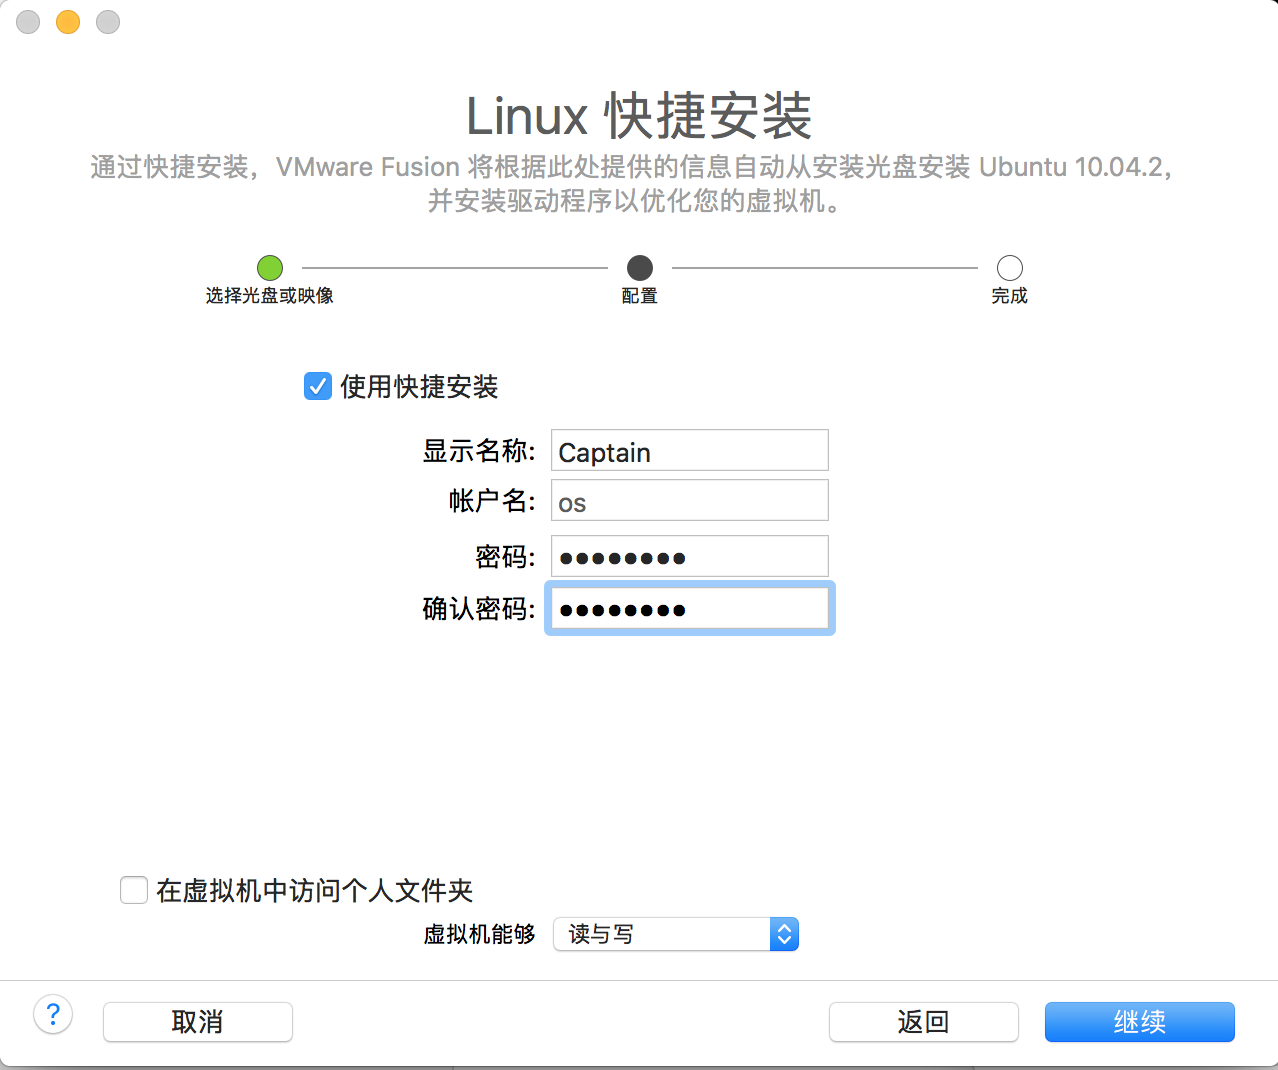 Linux 快捷安装
通过快捷安装，VMware Fusion 将根据此处提供的信息自动从安装光盘安装 Ubuntu 10.04.2，
并安装驱动程序以优化您的虚拟机。
选择光盘或映像
配置
完成
使用快捷安装
显示名称: Captain
帐户名: os
密码: ●●●●●●●●
确认密码: ●●●●●●●●
在虚拟机中访问个人文件夹
虚拟机能够 读与写
? 取消 返回 继续